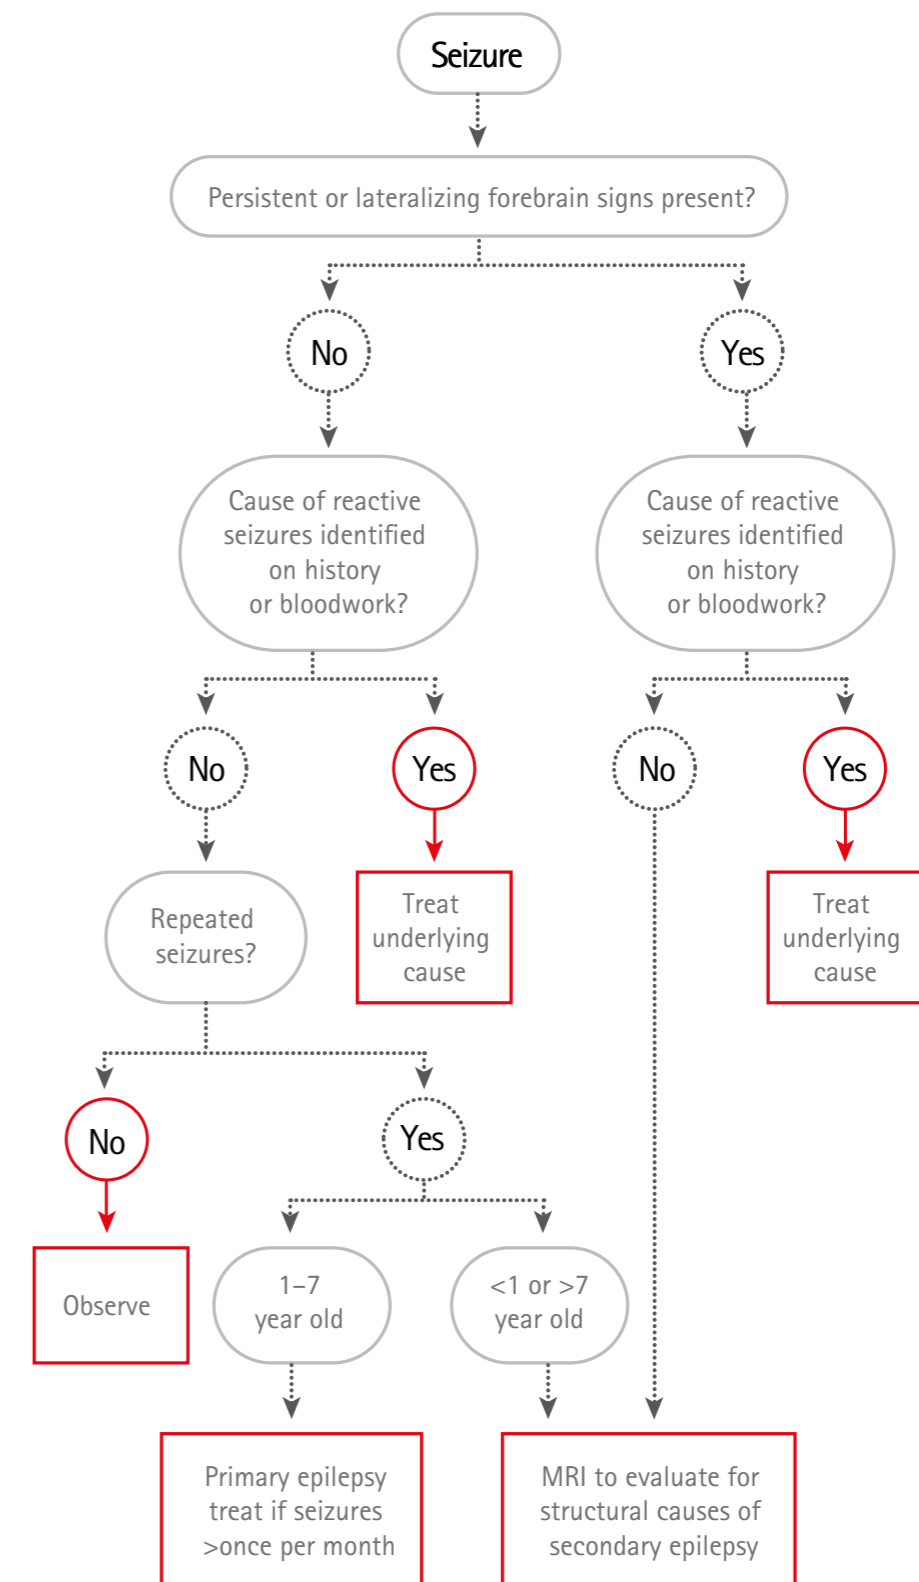 Seizure
Persistent or lateralizing forebrain signs present?
No
Yes
Cause of reactive
seizures identified
on history
or bloodwork?
Cause of reactive
seizures identified
on history
or bloodwork?
No
Yes
No
Yes
Repeated
seizures?
Treat
underlying
cause
Treat
underlying
cause
No
Yes
Observe
1–7
year old
<1 or >7
year old
Primary epilepsy
treat if seizures
>once per month
MRI to evaluate for
structural causes of
secondary epilepsy